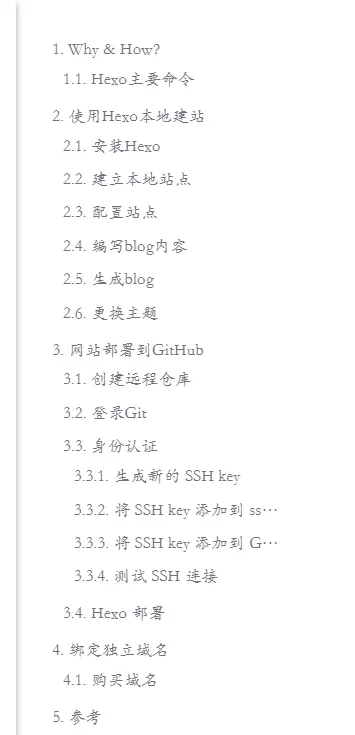 1. Why & How?
1.1. Hexo主要命令
2. 使用Hexo本地建站
2.1. 安装Hexo
2.2. 建立本地站点
2.3. 配置站点
2.4. 编写blog内容
2.5. 生成blog
2.6. 更换主题
3. 网站部署到GitHub
3.1. 创建远程仓库
3.2. 登录Git
3.3. 身份认证
3.3.1. 生成新的 SSH key
3.3.2. 将 SSH key 添加到 ss…
3.3.3. 将 SSH key 添加到 G…
3.3.4. 测试 SSH 连接
3.4. Hexo 部署
4. 绑定独立域名
4.1. 购买域名
5. 参考